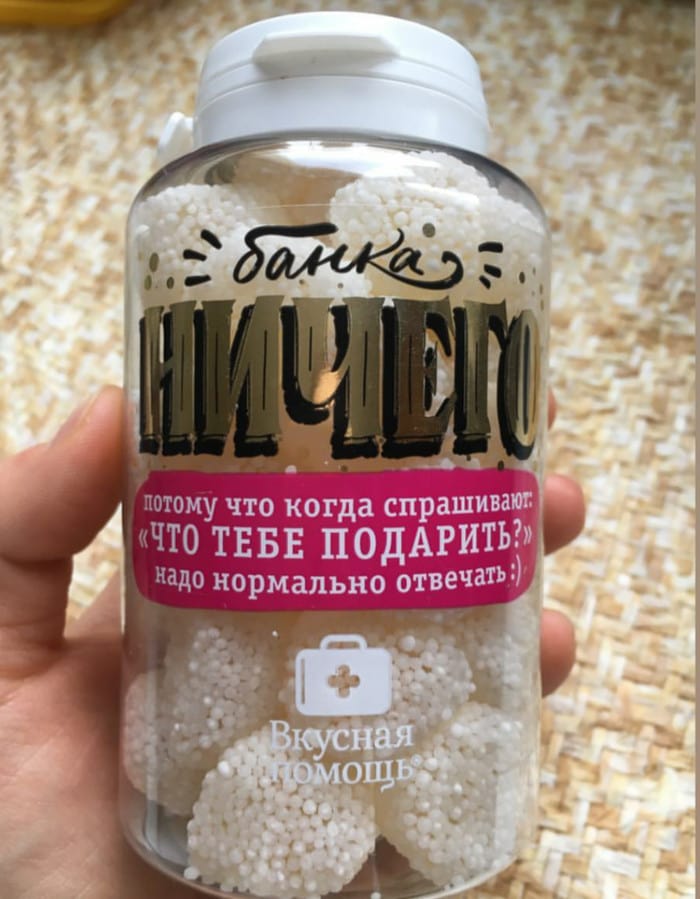 банка
НИЧЕГО
потому что когда спрашивают:
«ЧТО ТЕБЕ ПОДАРИТЬ?»
надо нормально отвечать :)
Вкусная
помощь®